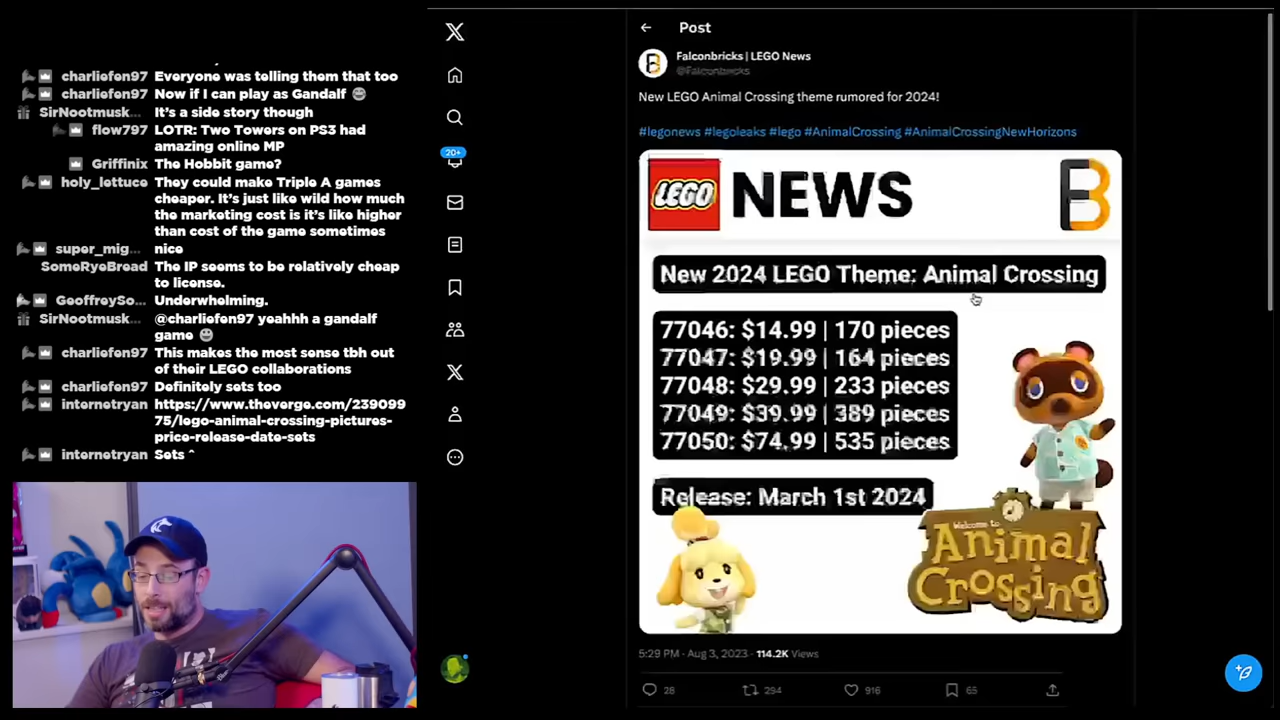 charliefen97 Everyone was telling them that too
charliefen97 Now if I can play as Gandalf
SirNootmusk... It's a side story though
flow797 LOTR: Two Towers on PS3 had
amazing online MP
Griffinix The Hobbit game?
holy_lettuce They could make Triple A games
cheaper. It's just like wild how much
the marketing cost is it's like higher
than cost of the game sometimes
super_mig... nice
SomeRyeBread The IP seems to be relatively cheap
to license.
GeoffreySo... Underwhelming.
SirNootmusk... @charliefen97 yeahhh a gandalf
game
charliefen97 This makes the most sense tbh out
of their LEGO collaborations
charliefen97 Definitely sets too
internetryan https://www.theverge.com/239099
75/lego-animal-crossing-pictures-
price-release-date-sets
internetryan Sets ^
20+
Post
Falconbricks | LEGO News
@Falconbricks
New LEGO Animal Crossing theme rumored for 2024!
#legonews #legoleaks #lego #AnimalCrossing #AnimalCrossingNewHorizons
LEGO NEWS
New 2024 LEGO Theme: Animal Crossing
77046: $14.99 | 170 pieces
77047: $19.99 | 164 pieces
77048: $29.99 | 233 pieces
77049: $39.99 | 389 pieces
77050: $74.99 | 535 pieces
Release: March 1st 2024
Welcome to
Animal
Crossing
5:29 PM · Aug 3, 2023 · 114.2K Views
28 294 916 65